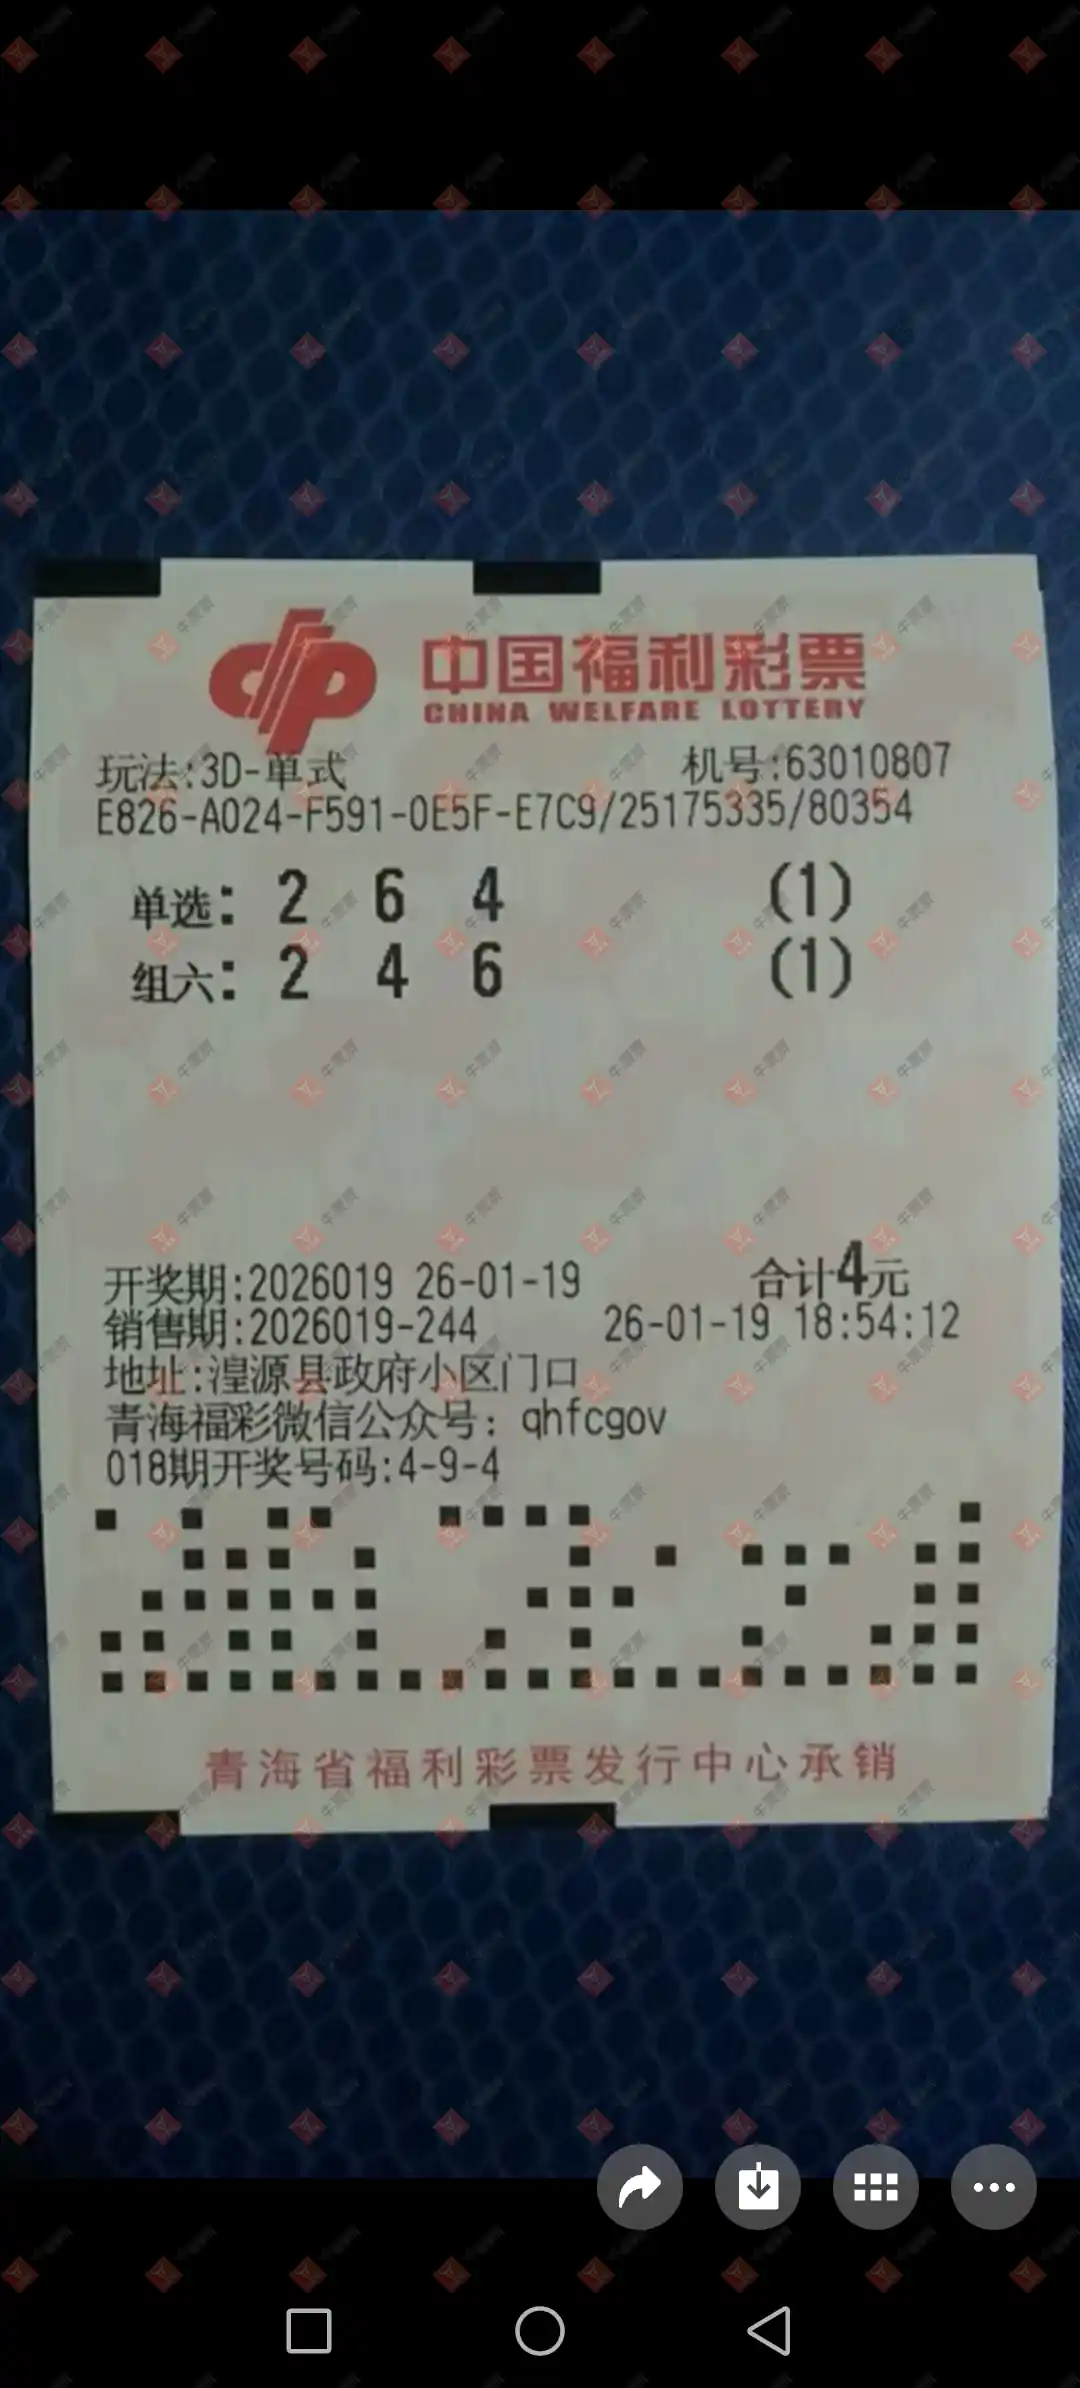 中国福利彩票
CHINA WELFARE LOTTERY
玩法:3D-单式 机号:63010807
E826-A024-F591-0E5F-E7C9/25175335/80354
单选: 2 6 4 (1)
组六: 2 4 6 (1)
开奖期:2026019 26-01-19 合计4元
销售期:2026019-244 26-01-19 18:54:12
地址:湟源县政府小区门口
青海福彩微信公众号: qhfcgov
018期开奖号码:4-9-4
青海省福利彩票发行中心承销